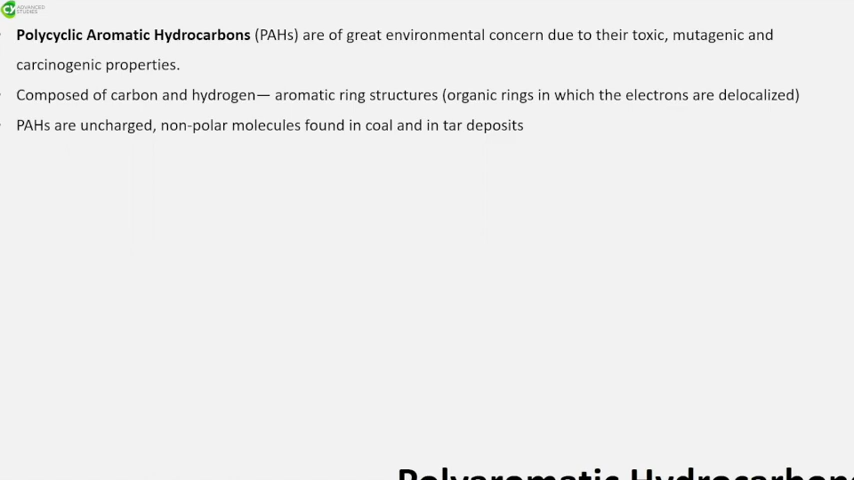 ADVANCED
STUDIES
Polycyclic Aromatic Hydrocarbons (PAHs) are of great environmental concern due to their toxic, mutagenic and
carcinogenic properties.
Composed of carbon and hydrogen— aromatic ring structures (organic rings in which the electrons are delocalized)
PAHs are uncharged, non-polar molecules found in coal and in tar deposits
Polyaromatic Hydrocarbons